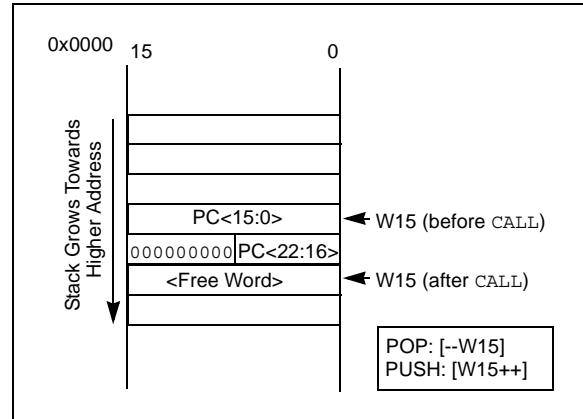 0x0000
15 0
Stack Grows Towards
Higher Address
PC<15:0>
W15 (before CALL)
000000000 PC<22:16>
<Free Word>
W15 (after CALL)
POP: [--W15]
PUSH: [W15++]